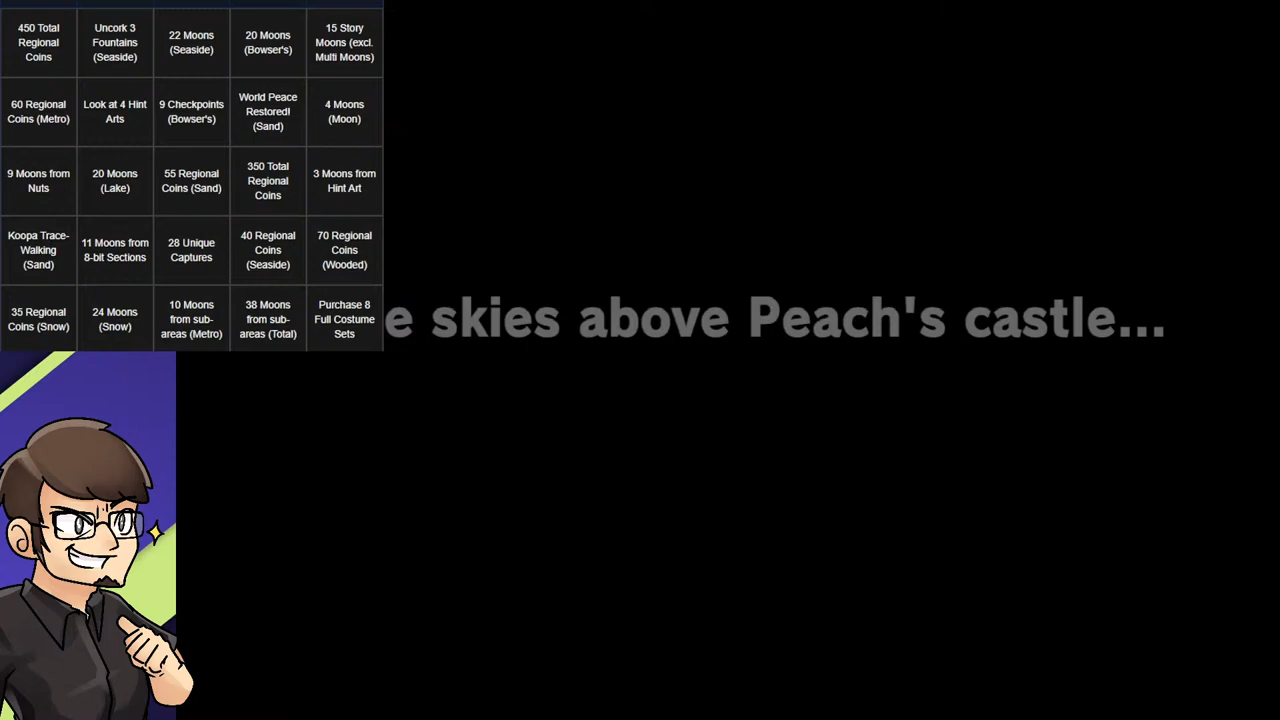 450 Total
Regional
Coins
Uncork 3
Fountains
(Seaside)
22 Moons
(Seaside)
20 Moons
(Bowser's)
15 Story
Moons (excl.
Multi Moons)
60 Regional
Coins (Metro)
Look at 4 Hint
Arts
9 Checkpoints
(Bowser's)
World Peace
Restored!
(Sand)
4 Moons
(Moon)
9 Moons from
Nuts
20 Moons
(Lake)
55 Regional
Coins (Sand)
350 Total
Regional
Coins
3 Moons from
Hint Art
Koopa Trace-
Walking
(Sand)
11 Moons from
8-bit Sections
28 Unique
Captures
40 Regional
Coins
(Seaside)
70 Regional
Coins
(Wooded)
35 Regional
Coins (Snow)
24 Moons
(Snow)
10 Moons
from sub-
areas (Metro)
38 Moons
from sub-
areas (Total)
Purchase 8
Full Costume
Sets
e skies above Peach's castle...